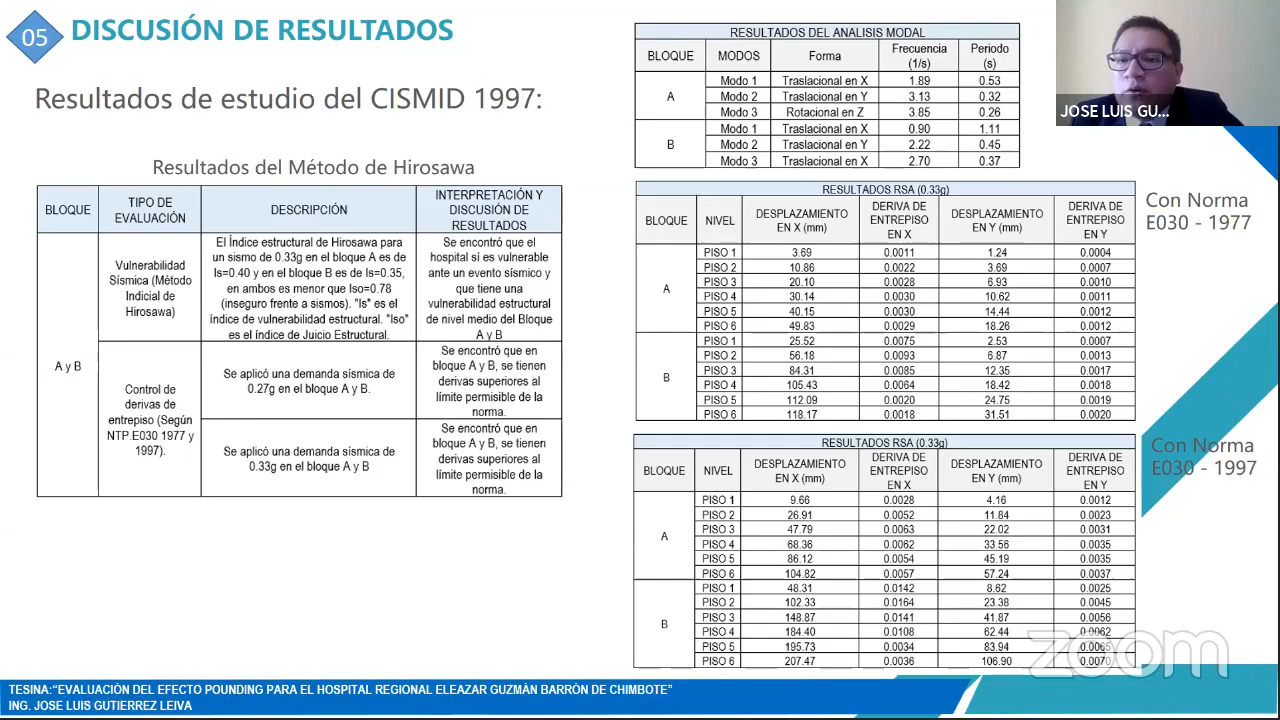 05
DISCUSIÓN DE RESULTADOS
Resultados de estudio del CISMID 1997:
Resultados del Método de Hirosawa
BLOQUE
TIPO DE
EVALUACIÓN
DESCRIPCIÓN
INTERPRETACIÓN Y
DISCUSIÓN DE
RESULTADOS
A y B
Vulnerabilidad
Sísmica (Método
Indicial de
Hirosawa)
El Índice estructural de Hirosawa para
un sismo de 0.33g en el bloque A es de
Is=0.40 y en el bloque B es de Is=0.35,
en ambos es menor que Iso=0.78
(inseguro frente a sismos). "Is" es el
índice de vulnerabilidad estructural. "Iso"
es el índice de Juicio Estructural.
Se encontró que el
hospital sí es vulnerable
ante un evento sísmico y
que tiene una
vulnerabilidad estructural
de nivel medio del Bloque
A y B
Control de
derivas de
entrepiso (Según
NTP.E030 1977 y
1997).
Se aplicó una demanda sísmica de
0.27g en el bloque A y B.
Se encontró que en
bloque A y B, se tienen
derivas superiores al
límite permisible de la
norma.
Se aplicó una demanda sísmica de
0.33g en el bloque A y B
Se encontró que en
bloque A y B, se tienen
derivas superiores al
límite permisible de la
norma.
RESULTADOS DEL ANALISIS MODAL
BLOQUE MODOS Forma Frecuencia (1/s) Periodo (s)
A
Modo 1 Traslacional en X 1.89 0.53
Modo 2 Traslacional en Y 3.13 0.32
Modo 3 Rotacional en Z 3.85 0.26
B
Modo 1 Traslacional en X 0.90 1.11
Modo 2 Traslacional en Y 2.22 0.45
Modo 3 Traslacional en X 2.70 0.37
RESULTADOS RSA (0.33g)
BLOQUE NIVEL DESPLAZAMIENTO EN X (mm) DERIVA DE ENTREPISO EN X DESPLAZAMIENTO EN Y (mm) DERIVA DE ENTREPISO EN Y
A
PISO 1 3.69 0.0011 1.24 0.0004
PISO 2 10.86 0.0022 3.69 0.0007
PISO 3 20.10 0.0028 6.93 0.0010
PISO 4 30.14 0.0030 10.62 0.0011
PISO 5 40.15 0.0030 14.44 0.0012
PISO 6 49.83 0.0029 18.26 0.0012
B
PISO 1 25.52 0.0075 2.53 0.0007
PISO 2 56.18 0.0093 6.87 0.0013
PISO 3 84.31 0.0085 12.35 0.0017
PISO 4 105.43 0.0064 18.42 0.0018
PISO 5 112.09 0.0020 24.75 0.0019
PISO 6 118.17 0.0018 31.51 0.0020
Con Norma
E030 - 1977
RESULTADOS RSA (0.33g)
BLOQUE NIVEL DESPLAZAMIENTO EN X (mm) DERIVA DE ENTREPISO EN X DESPLAZAMIENTO EN Y (mm) DERIVA DE ENTREPISO EN Y
A
PISO 1 9.66 0.0028 4.16 0.0012
PISO 2 26.91 0.0052 11.84 0.0023
PISO 3 47.79 0.0063 22.02 0.0031
PISO 4 68.36 0.0062 33.56 0.0035
PISO 5 86.12 0.0054 45.19 0.0035
PISO 6 104.82 0.0057 57.24 0.0037
B
PISO 1 48.31 0.0142 8.62 0.0025
PISO 2 102.33 0.0164 23.38 0.0045
PISO 3 148.87 0.0141 41.87 0.0056
PISO 4 184.40 0.0108 62.44 0.0062
PISO 5 195.73 0.0034 83.94 0.0065
PISO 6 207.47 0.0036 106.90 0.0070
Con Norma
E030 - 1997
JOSE LUIS GU...
zoom
TESINA:“EVALUACIÓN DEL EFECTO POUNDING PARA EL HOSPITAL REGIONAL ELEAZAR GUZMÁN BARRÓN DE CHIMBOTE”
ING. JOSE LUIS GUTIERREZ LEIVA